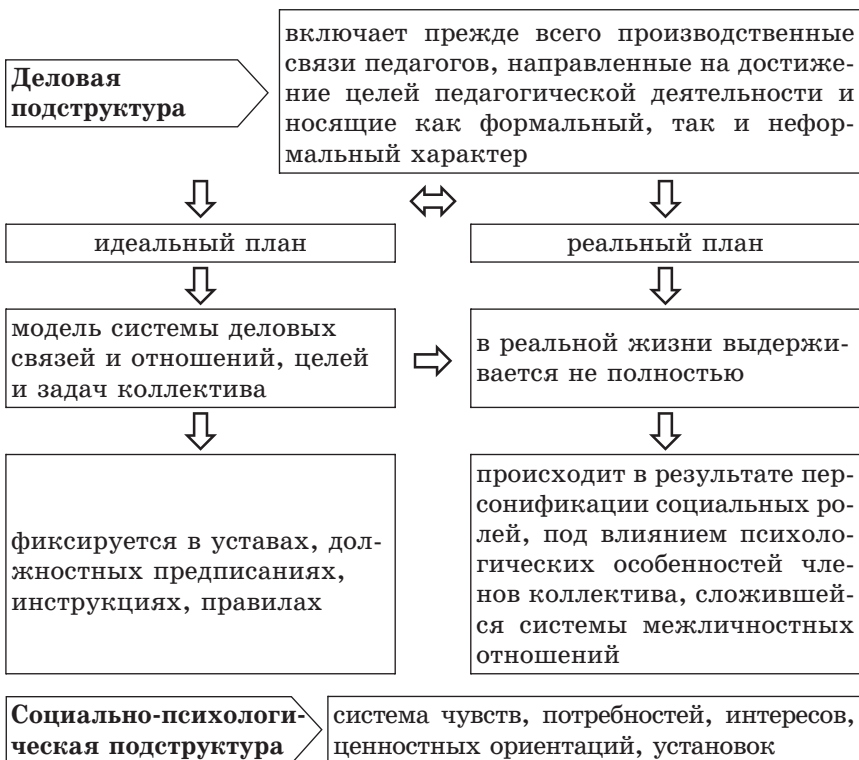 Деловая
подструктура
включает прежде всего производственные
связи педагогов, направленные на достиже-
ние целей педагогической деятельности и
носящие как формальный, так и нефор-
мальный характер
идеальный план
реальный план
модель системы деловых
связей и отношений, целей
и задач коллектива
в реальной жизни выдержи-
вается не полностью
фиксируется в уставах, дол-
жностных предписаниях,
инструкциях, правилах
происходит в результате пер-
сонификации социальных ро-
лей, под влиянием психоло-
гических особенностей чле-
нов коллектива, сложившей-
ся системы межличностных
отношений
Социально-психологи-
ческая подструктура
система чувств, потребностей, интересов,
ценностных ориентаций, установок